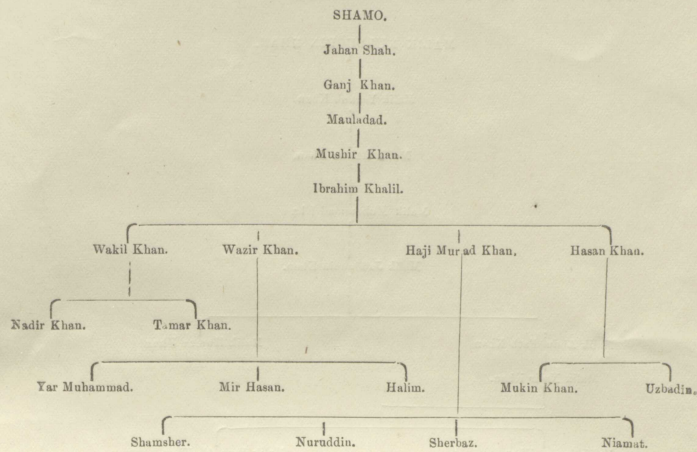 SHAMO.
Jahan Shah.
Ganj Khan.
Mauladad.
Mushir Khan.
Ibrahim Khalil.
Wakil Khan. Wazir Khan. Haji Murad Khan. Hasan Khan.
Nadir Khan. Tamar Khan.
Yar Muhammad. Mir Hasan. Halim. Mukin Khan. Uzbadin.
Shamsher. Nuruddin. Sherbaz. Niamat.